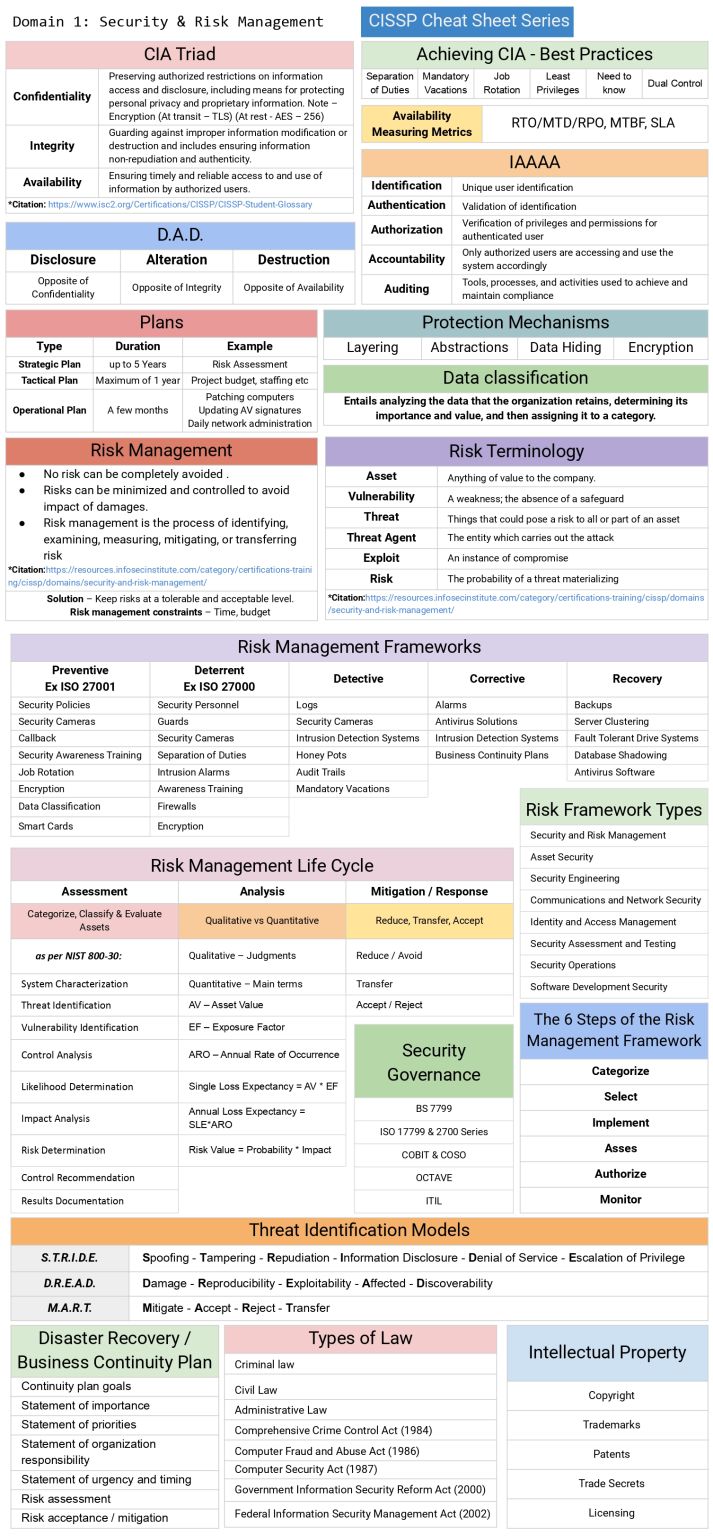 Domain 1: Security & Risk Management
CISSP Cheat Sheet Series
CIA Triad
Confidentiality
Preserving authorized restrictions on information
access and disclosure, including means for protecting
personal privacy and proprietary information. Note –
Encryption (At transit – TLS) (At rest - AES – 256)
Integrity
Guarding against improper information modification or
destruction and includes ensuring information
non-repudiation and authenticity.
Availability
Ensuring timely and reliable access to and use of
information by authorized users.
*Citation: https://www.isc2.org/Certifications/CISSP/CISSP-Student-Glossary
Achieving CIA - Best Practices
Separation
of Duties
Mandatory
Vacations
Job
Rotation
Least
Privileges
Need to
know
Dual Control
Availability
Measuring Metrics
RTO/MTD/RPO, MTBF, SLA
IAAAA
Identification
Unique user identification
Authentication
Validation of identification
Authorization
Verification of privileges and permissions for
authenticated user
Accountability
Only authorized users are accessing and use the
system accordingly
Auditing
Tools, processes, and activities used to achieve and
maintain compliance
D.A.D.
Disclosure
Alteration
Destruction
Opposite of
Confidentiality
Opposite of Integrity
Opposite of Availability
Plans
Type
Duration
Example
Strategic Plan
up to 5 Years
Risk Assessment
Tactical Plan
Maximum of 1 year
Project budget, staffing etc
Operational Plan
A few months
Patching computers
Updating AV signatures
Daily network administration
Protection Mechanisms
Layering
Abstractions
Data Hiding
Encryption
Data classification
Entails analyzing the data that the organization retains, determining its
importance and value, and then assigning it to a category.
Risk Management
● No risk can be completely avoided .
● Risks can be minimized and controlled to avoid
impact of damages.
● Risk management is the process of identifying,
examining, measuring, mitigating, or transferring
risk
*Citation:https://resources.infosecinstitute.com/category/certifications-traini
ng/cissp/domains/security-and-risk-management/
Solution – Keep risks at a tolerable and acceptable level.
Risk management constraints – Time, budget
Risk Terminology
Asset
Anything of value to the company.
Vulnerability
A weakness; the absence of a safeguard
Threat
Things that could pose a risk to all or part of an asset
Threat Agent
The entity which carries out the attack
Exploit
An instance of compromise
Risk
The probability of a threat materializing
*Citation:https://resources.infosecinstitute.com/category/certifications-training/cissp/domains
/security-and-risk-management/
Risk Management Frameworks
Preventive
Ex ISO 27001
Deterrent
Ex ISO 27000
Detective
Corrective
Recovery
Security Policies
Security Personnel
Logs
Alarms
Backups
Security Cameras
Guards
Security Cameras
Antivirus Solutions
Server Clustering
Callback
Security Cameras
Intrusion Detection Systems
Intrusion Detection Systems
Fault Tolerant Drive Systems
Security Awareness Training
Separation of Duties
Honey Pots
Business Continuity Plans
Database Shadowing
Job Rotation
Intrusion Alarms
Audit Trails
Antivirus Software
Encryption
Awareness Training
Mandatory Vacations
Data Classification
Firewalls
Smart Cards
Encryption
Risk Framework Types
Security and Risk Management
Asset Security
Security Engineering
Communications and Network Security
Identity and Access Management
Security Assessment and Testing
Security Operations
Software Development Security
Risk Management Life Cycle
Assessment
Analysis
Mitigation / Response
Categorize, Classify & Evaluate
Assets
Qualitative vs Quantitative
Reduce, Transfer, Accept
as per NIST 800-30:
Qualitative – Judgments
Reduce / Avoid
System Characterization
Quantitative – Main terms
Transfer
Threat Identification
AV – Asset Value
Accept / Reject
Vulnerability Identification
EF – Exposure Factor
Control Analysis
ARO – Annual Rate of Occurrence
Likelihood Determination
Single Loss Expectancy = AV * EF
Impact Analysis
Annual Loss Expectancy =
SLE*ARO
Risk Determination
Risk Value = Probability * Impact
Control Recommendation
Results Documentation
Security
Governance
BS 7799
ISO 17799 & 2700 Series
COBIT & COSO
OCTAVE
ITIL
The 6 Steps of the Risk
Management Framework
Categorize
Select
Implement
Asses
Authorize
Monitor
Threat Identification Models
S.T.R.I.D.E.
Spoofing - Tampering - Repudiation - Information Disclosure - Denial of Service - Escalation of Privilege
D.R.E.A.D.
Damage - Reproducibility - Exploitability - Affected - Discoverability
M.A.R.T.
Mitigate - Accept - Reject - Transfer
Disaster Recovery /
Business Continuity Plan
Continuity plan goals
Statement of importance
Statement of priorities
Statement of organization
responsibility
Statement of urgency and timing
Risk assessment
Risk acceptance / mitigation
Types of Law
Criminal law
Civil Law
Administrative Law
Comprehensive Crime Control Act (1984)
Computer Fraud and Abuse Act (1986)
Computer Security Act (1987)
Government Information Security Reform Act (2000)
Federal Information Security Management Act (2002)
Intellectual Property
Copyright
Trademarks
Patents
Trade Secrets
Licensing